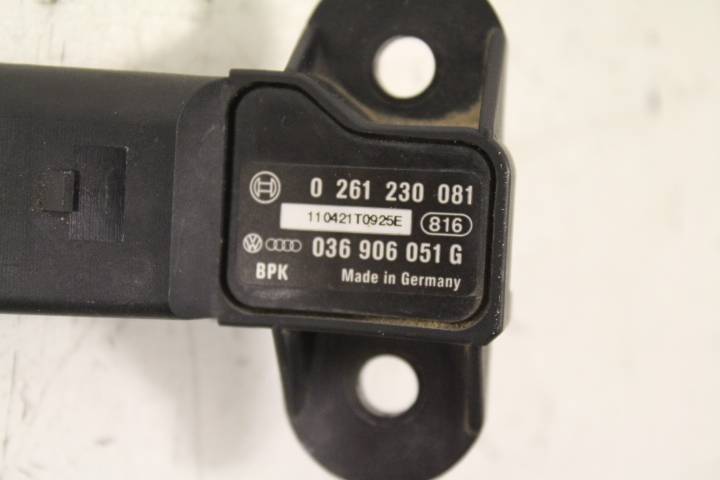 0 261 230 081
110421T0925E 816
036 906 051 G
BPK Made in Germany